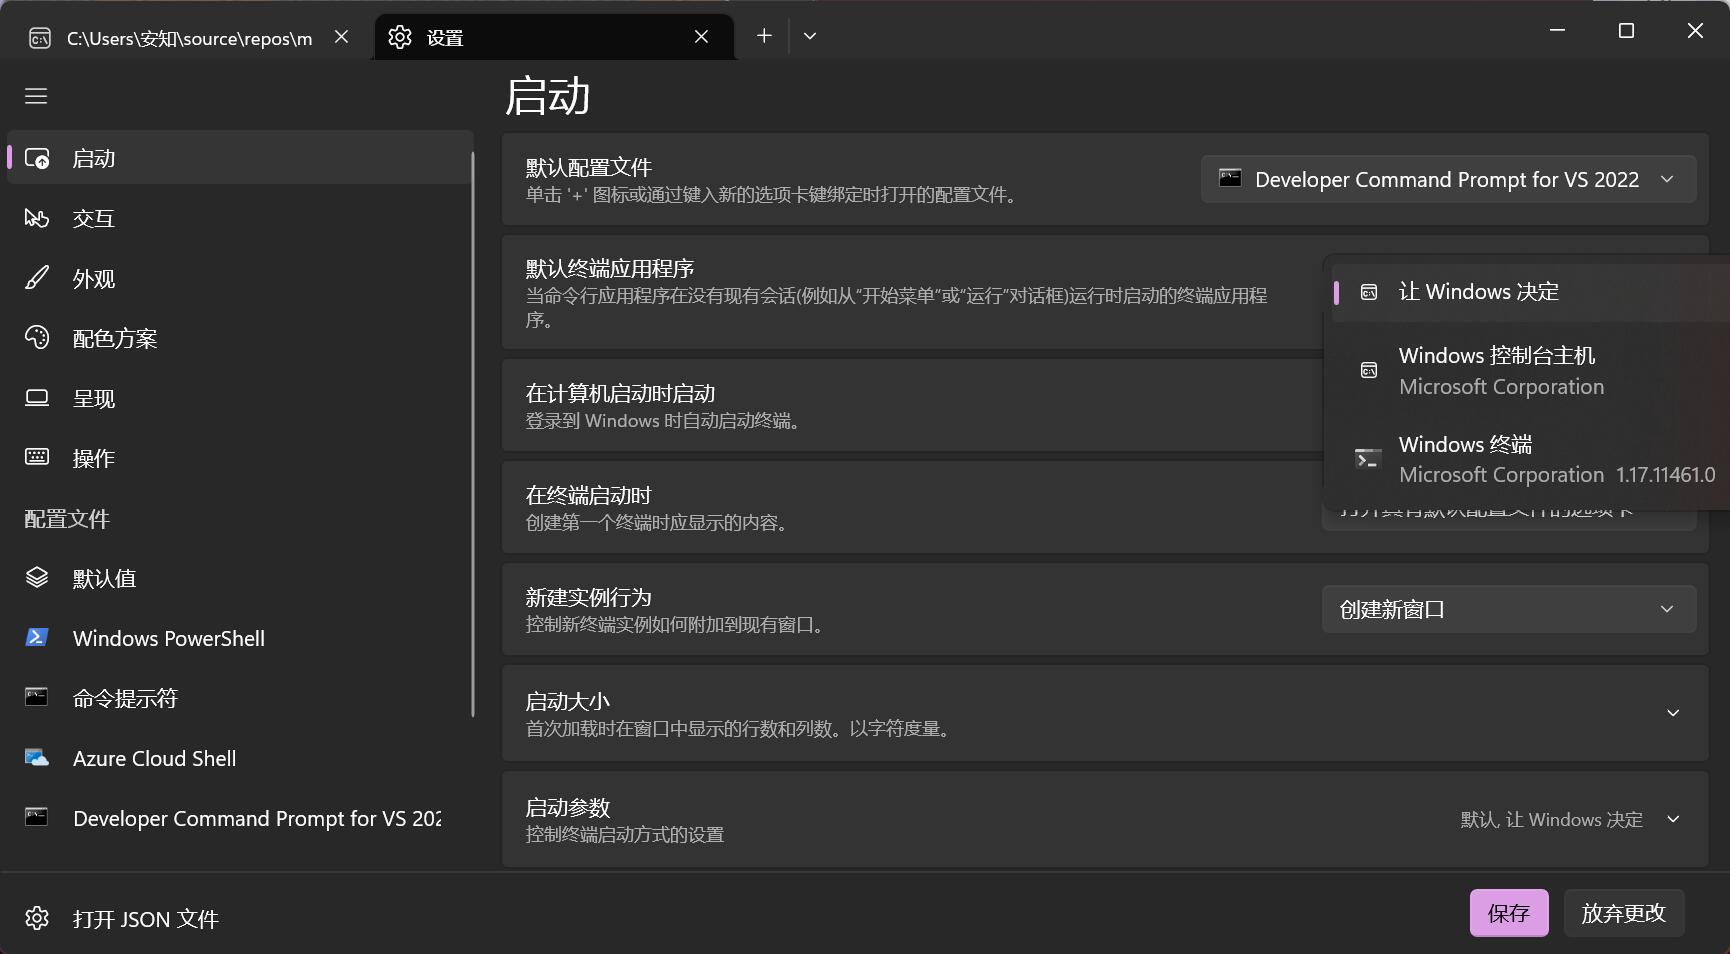 C:\Users\安知\source\repos\m
设置
启动
交互
外观
配色方案
呈现
操作
配置文件
默认值
Windows PowerShell
命令提示符
Azure Cloud Shell
Developer Command Prompt for VS 202
打开 JSON 文件
启动
默认配置文件
单击 '+' 图标或通过键入新的选项卡键绑定时打开的配置文件。
Developer Command Prompt for VS 2022
默认终端应用程序
当命令行应用程序在没有现有会话(例如从“开始菜单”或“运行”对话框)运行时启动的终端应用程
序。
让 Windows 决定
Windows 控制台主机
Microsoft Corporation
Windows 终端
Microsoft Corporation 1.17.11461.0
在计算机启动时启动
登录到 Windows 时自动启动终端。
在终端启动时
创建第一个终端时应显示的内容。
打开具有默认配置文件的选项卡
新建实例行为
控制新终端实例如何附加到现有窗口。
创建新窗口
启动大小
首次加载时在窗口中显示的行数和列数。以字符度量。
启动参数
控制终端启动方式的设置
默认, 让 Windows 决定
保存
放弃更改